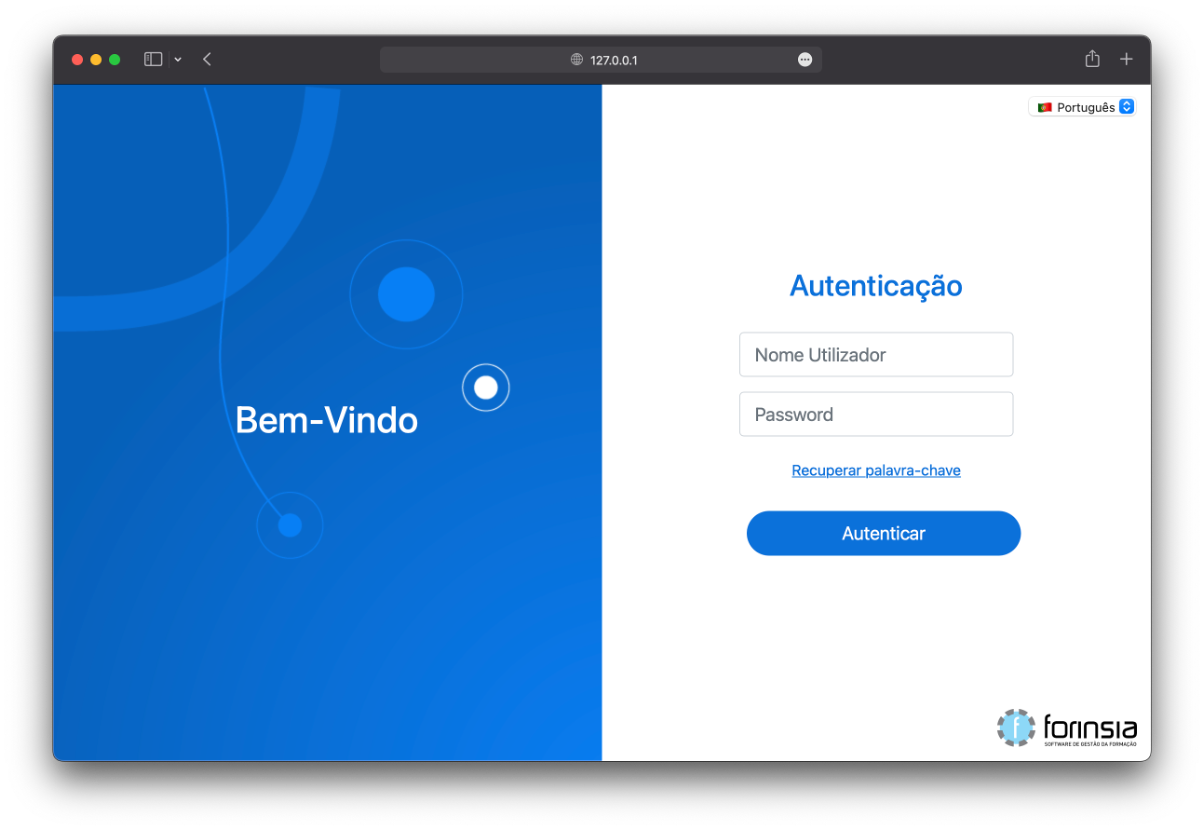 127.0.0.1
Português
Bem-Vindo
Autenticação
Nome Utilizador
Password
Recuperar palavra-chave
Autenticar
f
forinsia
SOFTWARE DE GESTÃO DA FORMAÇÃO